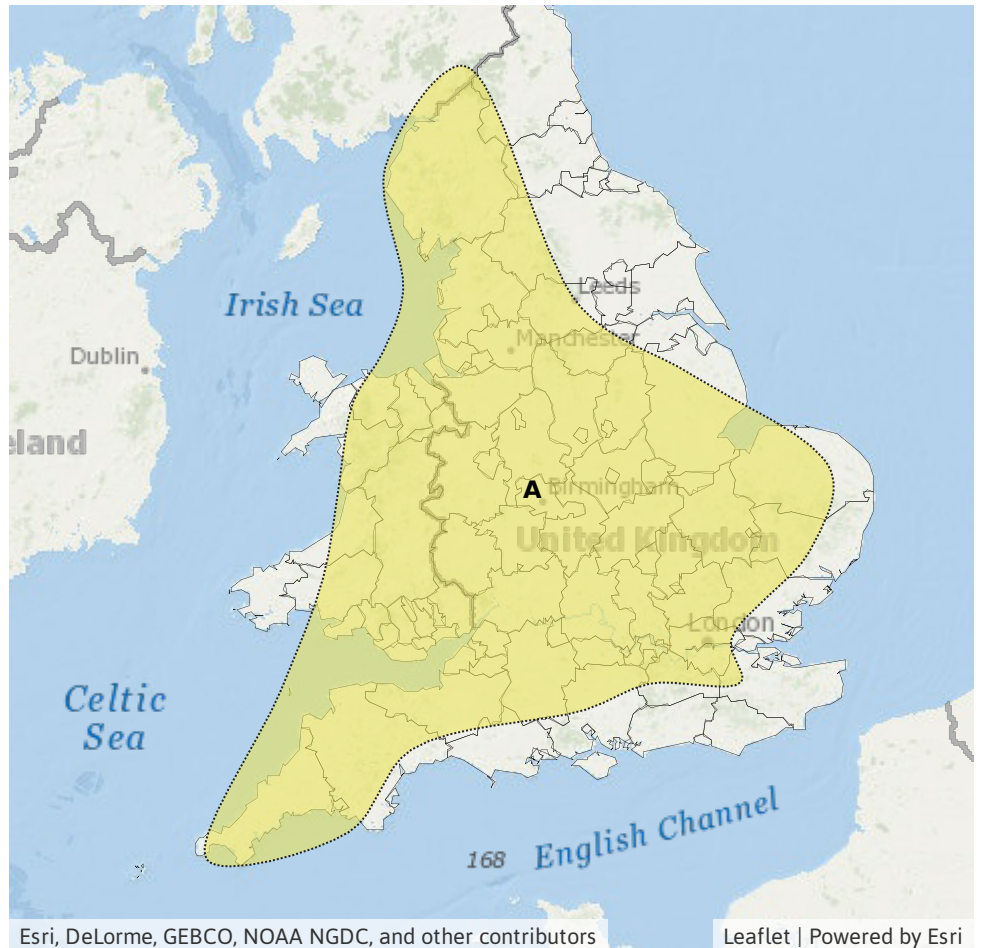 Leeds
Irish Sea
Manchester
Dublin
eland
A
Birmingham
United Kingdom
London
Celtic
Sea
English Channel
168
Esri, DeLorme, GEBCO, NOAA NGDC, and other contributors
Leaflet | Powered by Esri